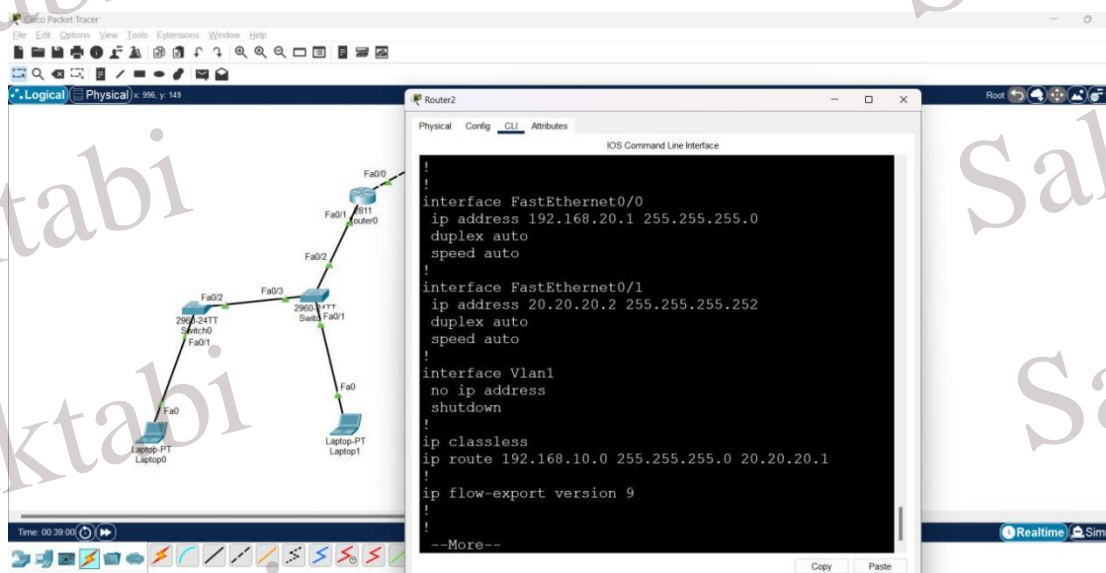 Cisco Packet Tracer
File Edit Options View Tools Extensions Window Help
Logical Physical x: 996, y: 149
Root
Router2
Physical Config CLI Attributes
IOS Command Line Interface
!
!
interface FastEthernet0/0
ip address 192.168.20.1 255.255.255.0
duplex auto
speed auto
!
interface FastEthernet0/1
ip address 20.20.20.2 255.255.255.252
duplex auto
speed auto
!
interface Vlan1
no ip address
shutdown
!
ip classless
ip route 192.168.10.0 255.255.255.0 20.20.20.1
!
ip flow-export version 9
!
!
--More--
Copy Paste
Fa0/0
2811
Router0
Fa0/1
Fa0/2
Fa0/3
Fa0/2
2960-24TT
Switch0
Fa0/1
2960-24TT
Fa0/1
Fa0
Fa0
Laptop-PT
Laptop0
Laptop-PT
Laptop1
Time: 00:39:00
Realtime